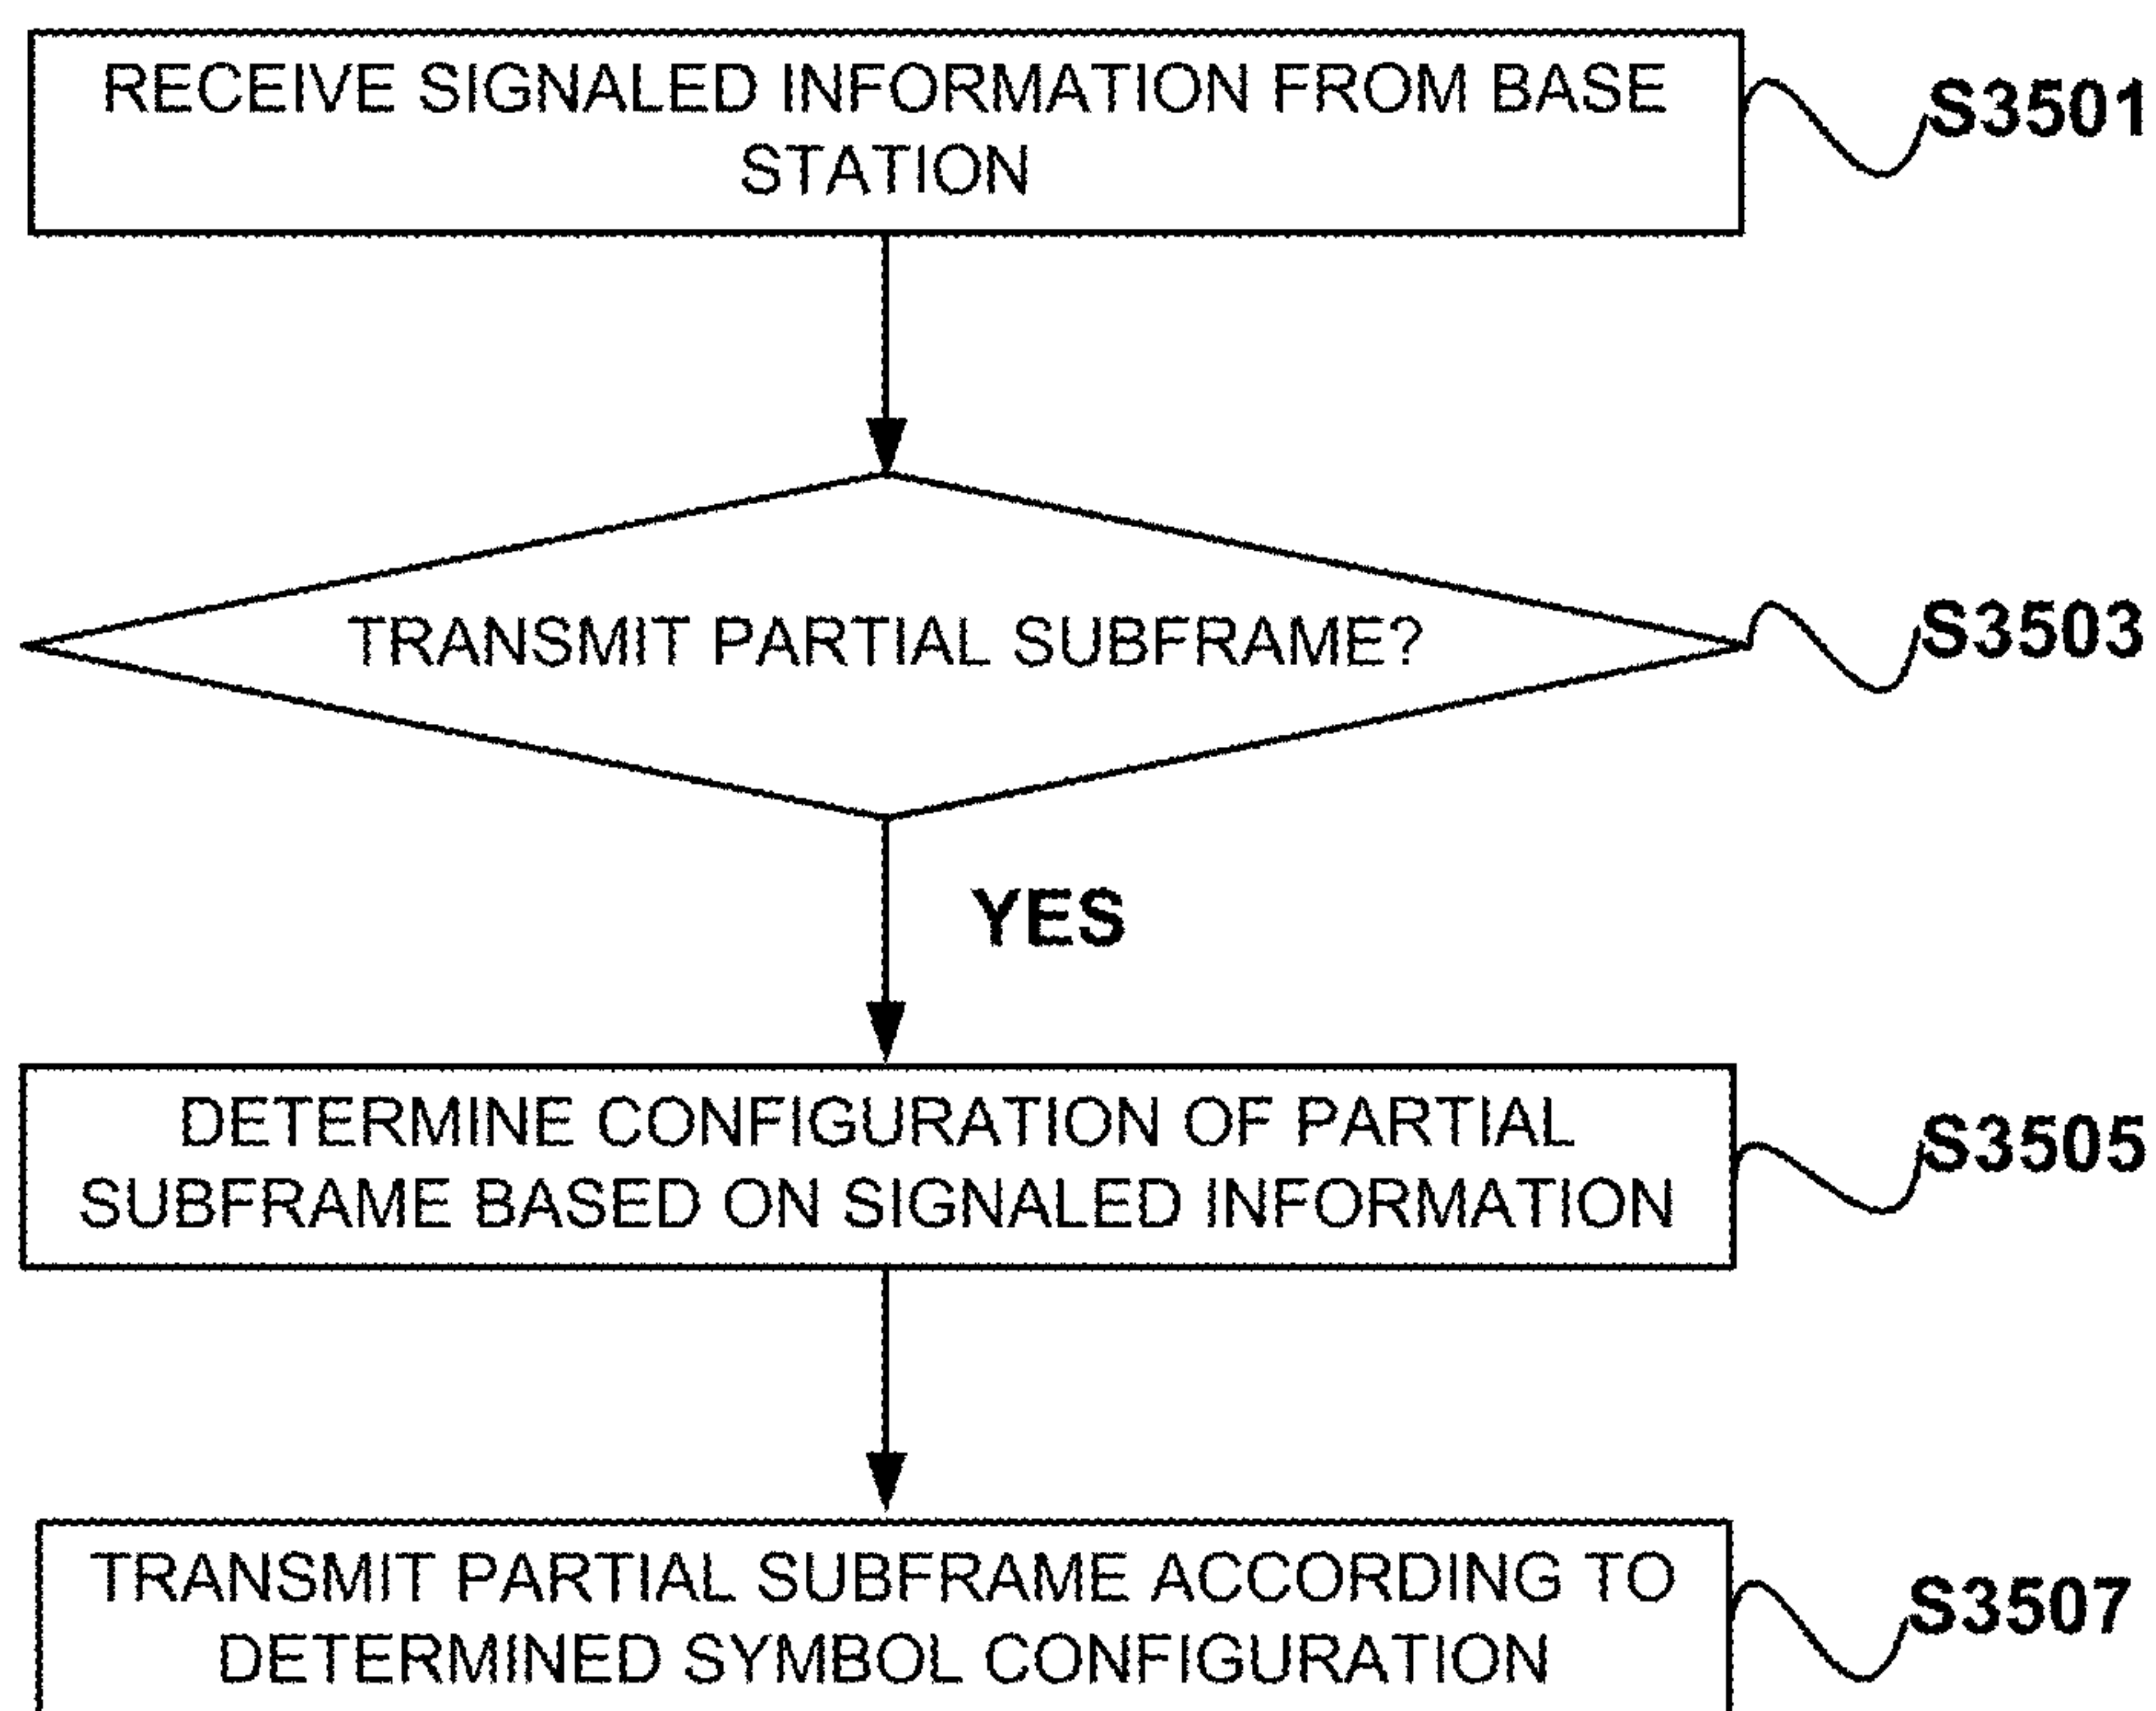 RECEIVE SIGNALED INFORMATION FROM BASE
STATION
S3501
TRANSMIT PARTIAL SUBFRAME?
S3503
YES
DETERMINE CONFIGURATION OF PARTIAL
SUBFRAME BASED ON SIGNALED INFORMATION
S3505
TRANSMIT PARTIAL SUBFRAME ACCORDING TO
DETERMINED SYMBOL CONFIGURATION
S3507